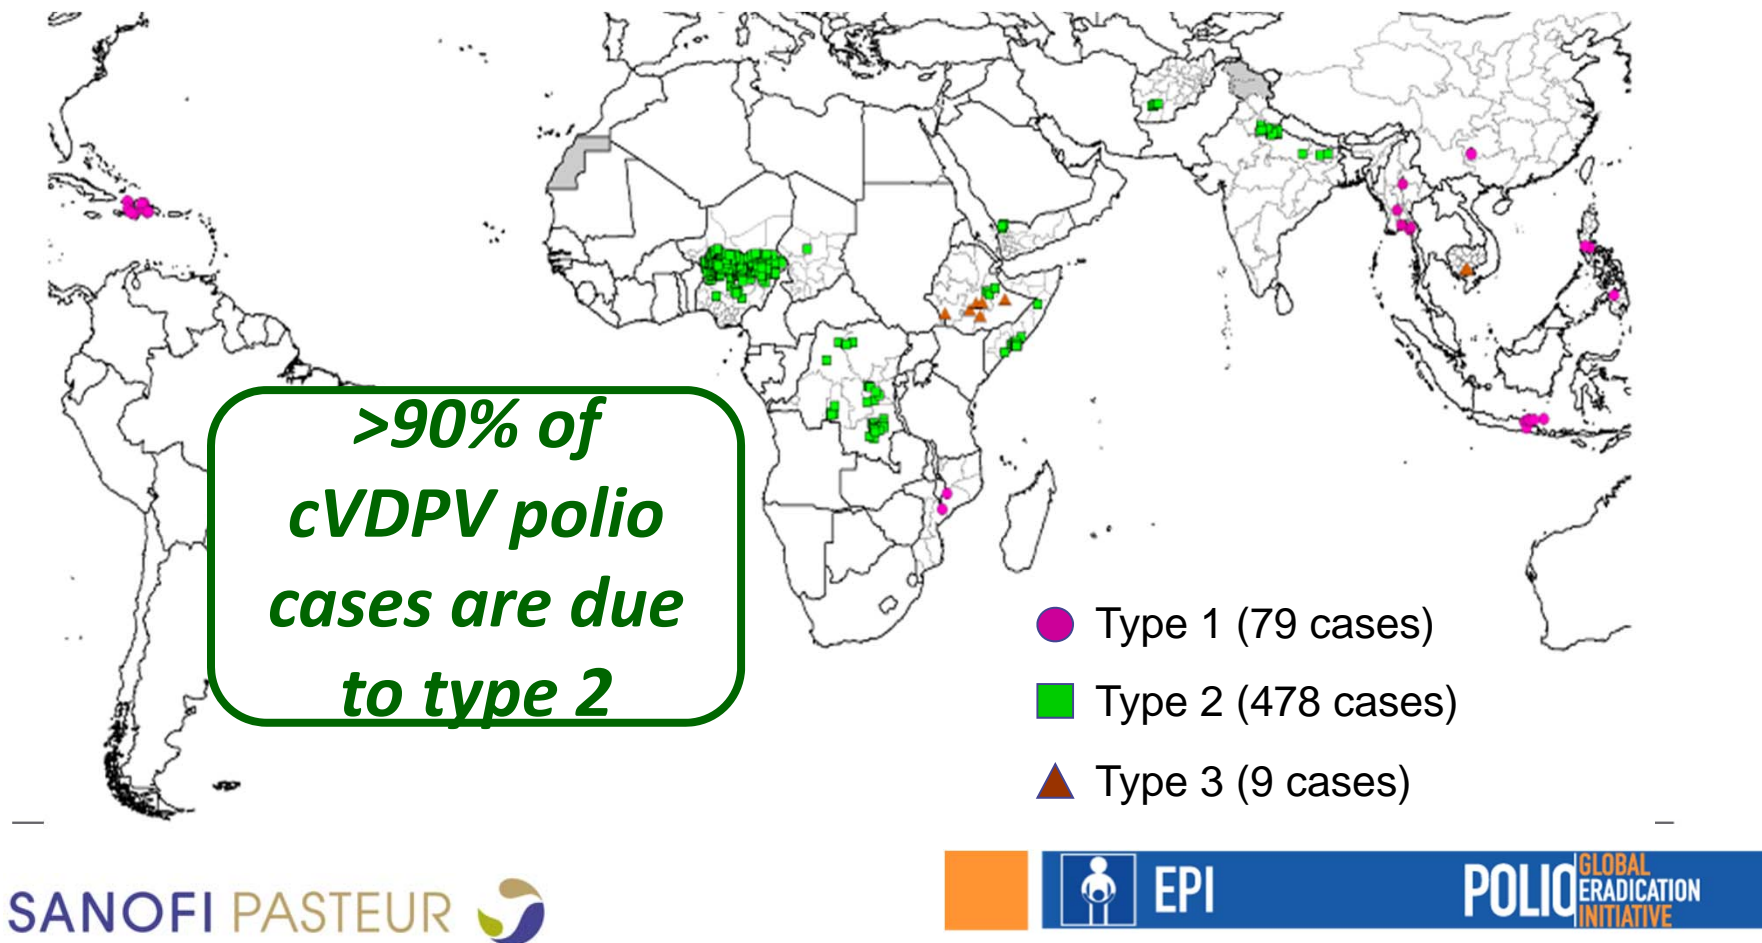 >90% of
cVDPV polio
cases are due
to type 2
Type 1 (79 cases)
Type 2 (478 cases)
Type 3 (9 cases)
SANOFI PASTEUR
EPI
POLIO GLOBAL
ERADICATION
INITIATIVE